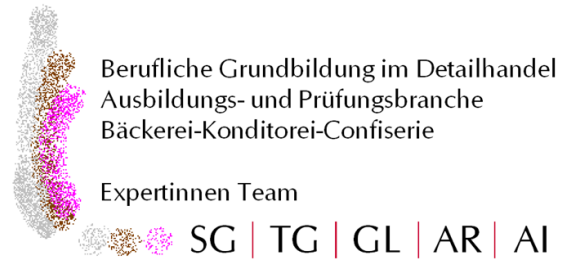 Berufliche Grundbildung im Detailhandel
Ausbildungs- und Prüfungsbranche
Bäckerei-Konditorei-Confiserie
Expertinnen Team
SG | TG | GL | AR | AI